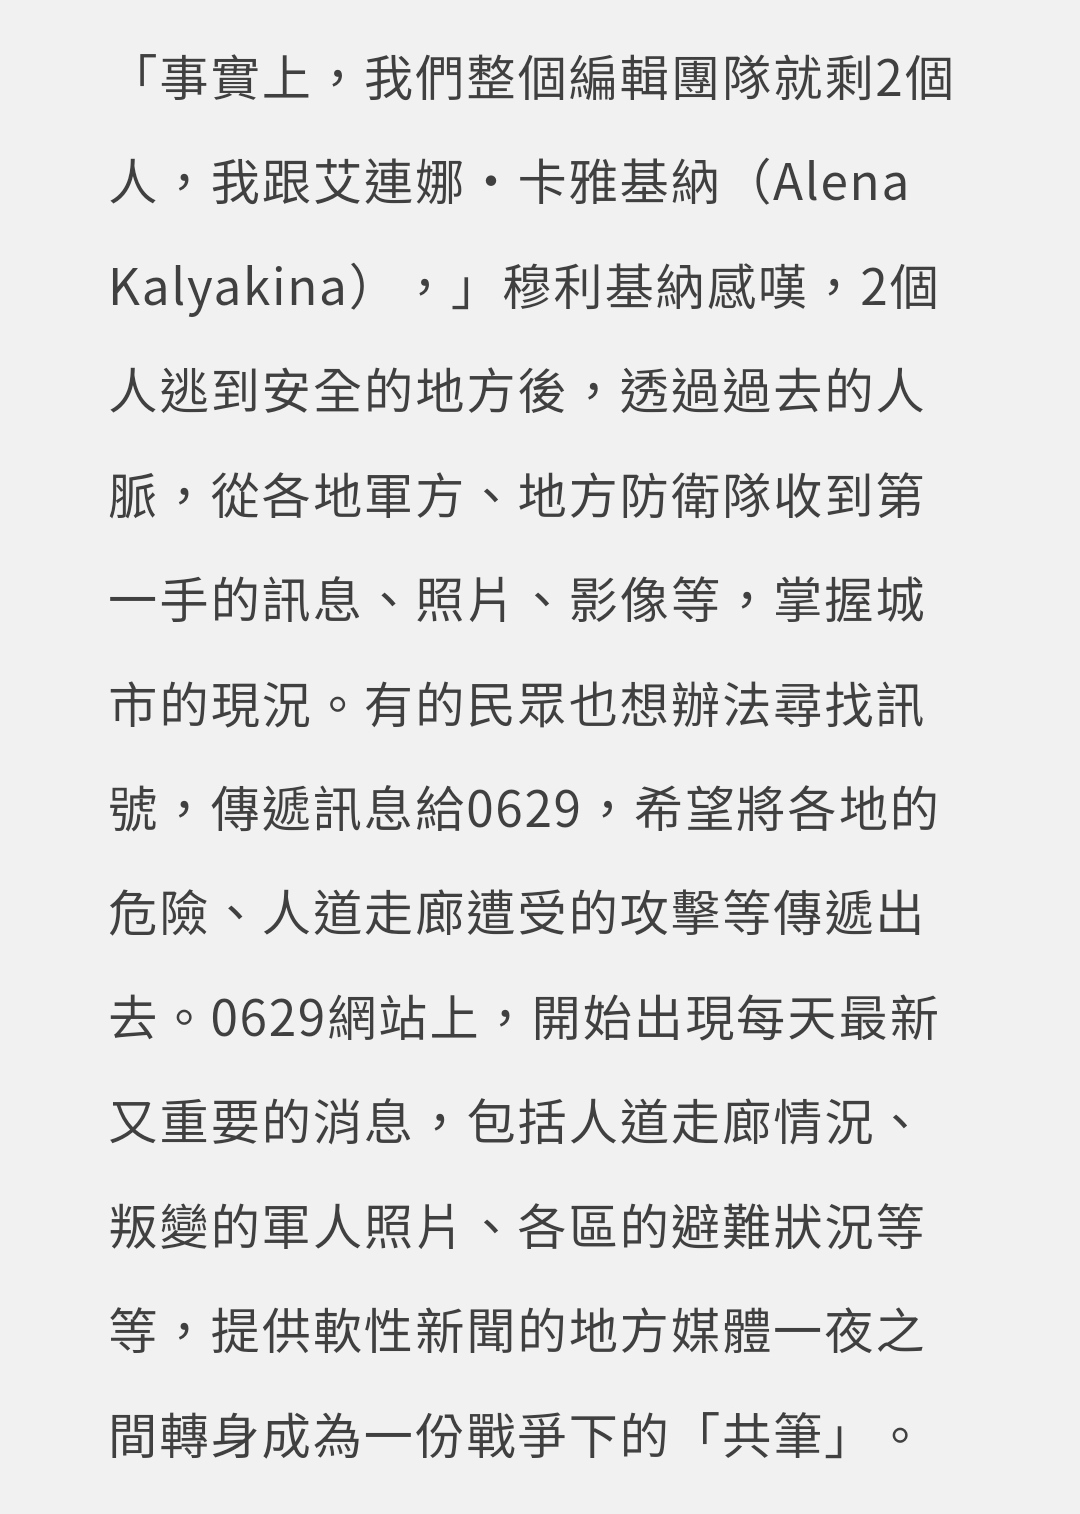 「事實上，我們整個編輯團隊就剩2個
人，我跟艾連娜・卡雅基納（Alena
Kalyakina），」穆利基納感嘆，2個
人逃到安全的地方後，透過過去的人
脈，從各地軍方、地方防衛隊收到第
一手的訊息、照片、影像等，掌握城
市的現況。有的民眾也想辦法尋找訊
號，傳遞訊息給0629，希望將各地的
危險、人道走廊遭受的攻擊等傳遞出
去。0629網站上，開始出現每天最新
又重要的消息，包括人道走廊情況、
叛變的軍人照片、各區的避難狀況等
等，提供軟性新聞的地方媒體一夜之
間轉身成為一份戰爭下的「共筆」。